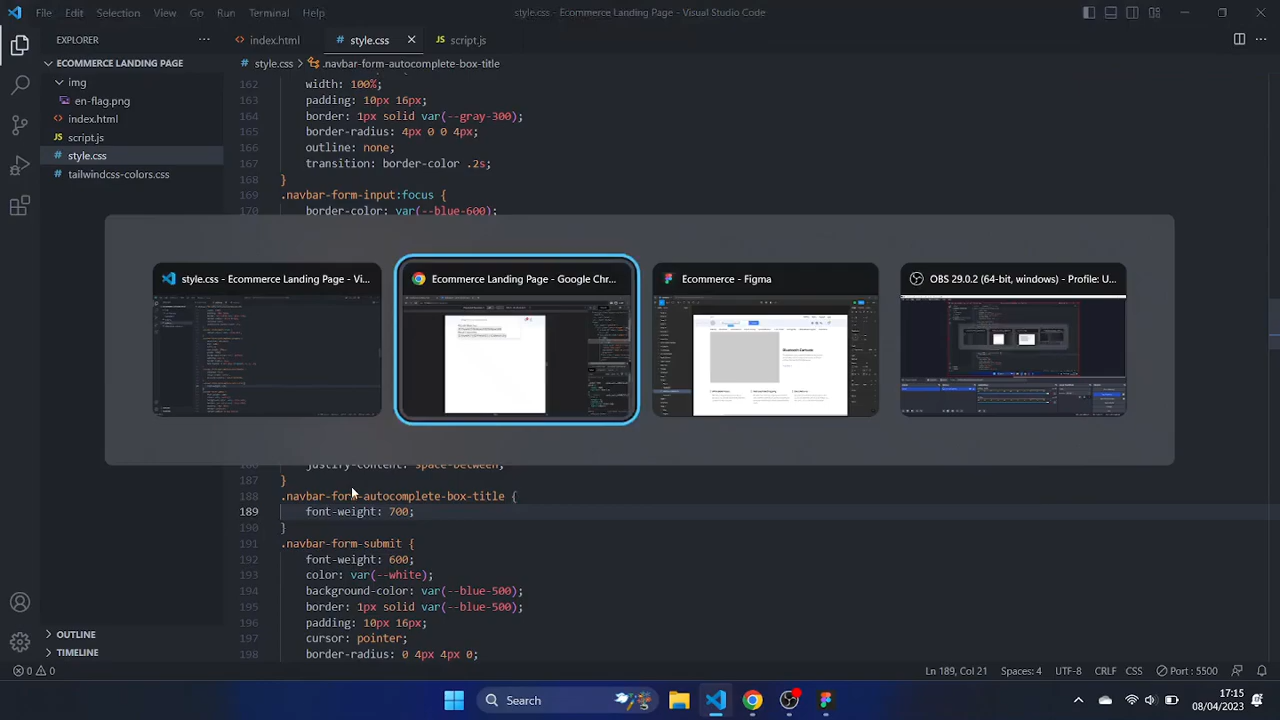 File Edit Selection View Go Run Terminal Help
style.css - Ecommerce Landing Page - Visual Studio Code
EXPLORER
index.html
style.css
script.js
ECOMMERCE LANDING PAGE
style.css > .navbar-form-autocomplete-box-title
img
en-flag.png
index.html
script.js
style.css
tailwindcss-colors.css
162 width: 100%;
163 padding: 10px 16px;
164 border: 1px solid var(--gray-300);
165 border-radius: 4px 0 0 4px;
166 outline: none;
167 transition: border-color .2s;
168 }
169 .navbar-form-input:focus {
170 border-color: var(--blue-600);
style.css - Ecommerce Landing Page - Vi...
Ecommerce Landing Page - Google Chr...
Ecommerce - Figma
OBS 29.0.2 (64-bit, windows) - Profile: U...
justify-content: space-between;
187 }
188 .navbar-form-autocomplete-box-title {
189 font-weight: 700;
190 }
191 .navbar-form-submit {
192 font-weight: 600;
193 color: var(--white);
194 background-color: var(--blue-500);
195 border: 1px solid var(--blue-500);
196 padding: 10px 16px;
197 cursor: pointer;
198 border-radius: 0 4px 4px 0;
OUTLINE
TIMELINE
0 0
Ln 189, Col 21 Spaces: 4 UTF-8 CRLF CSS Port : 5500
Search
17:15
08/04/2023